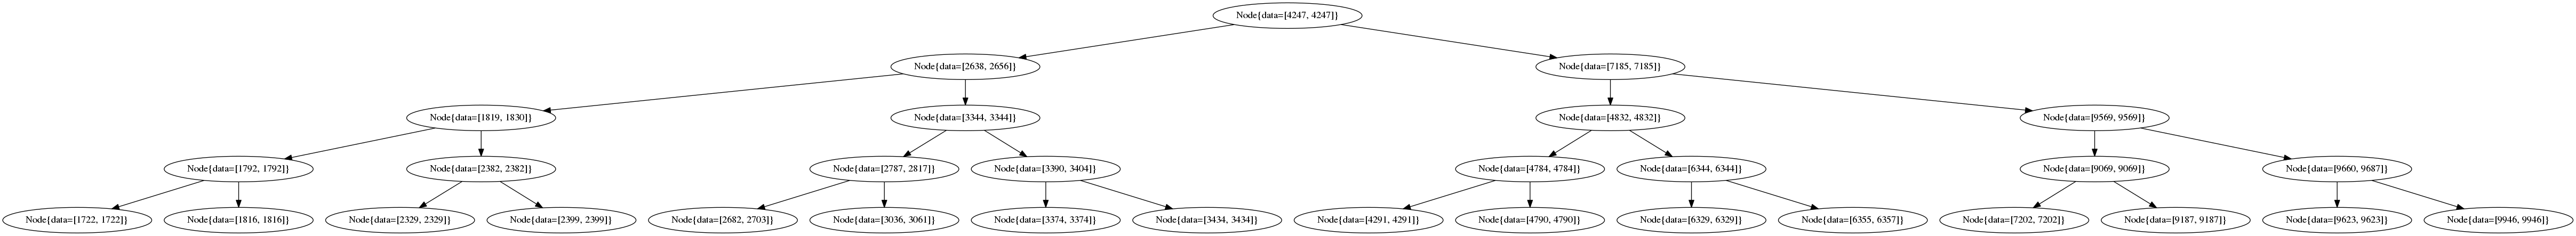 Node{data=[4247, 4247]}
Node{data=[2638, 2656]}
Node{data=[7185, 7185]}
Node{data=[1819, 1830]}
Node{data=[3344, 3344]}
Node{data=[4832, 4832]}
Node{data=[9569, 9569]}
Node{data=[1792, 1792]}
Node{data=[2382, 2382]}
Node{data=[2787, 2817]}
Node{data=[3390, 3404]}
Node{data=[4784, 4784]}
Node{data=[6344, 6344]}
Node{data=[9069, 9069]}
Node{data=[9660, 9687]}
Node{data=[1722, 1722]}
Node{data=[1816, 1816]}
Node{data=[2329, 2329]}
Node{data=[2399, 2399]}
Node{data=[2682, 2703]}
Node{data=[3036, 3061]}
Node{data=[3374, 3374]}
Node{data=[3434, 3434]}
Node{data=[4291, 4291]}
Node{data=[4790, 4790]}
Node{data=[6329, 6329]}
Node{data=[6355, 6357]}
Node{data=[7202, 7202]}
Node{data=[9187, 9187]}
Node{data=[9623, 9623]}
Node{data=[9946, 9946]}